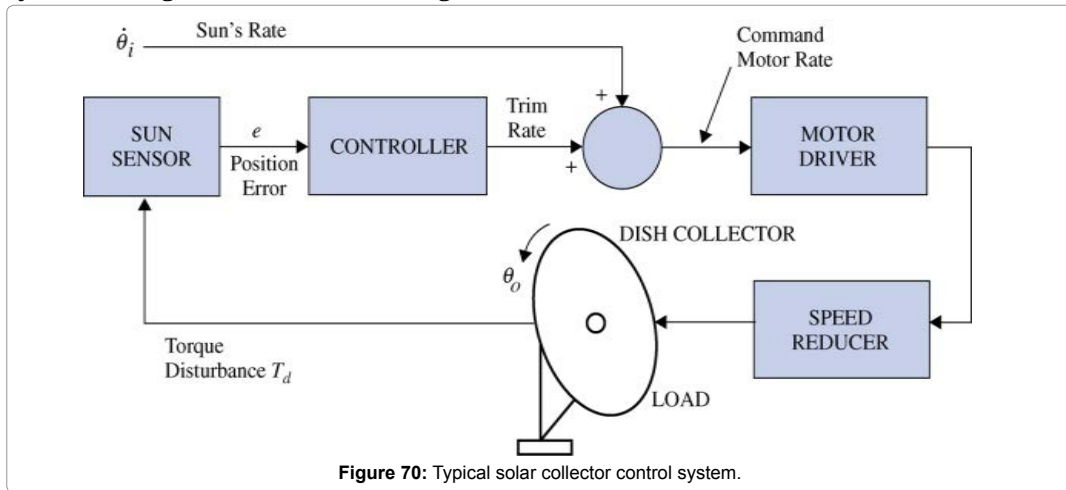 θ̇i
Sun's Rate
Command
Motor Rate
+
SUN
SENSOR
e
Position
Error
CONTROLLER
Trim
Rate
+
MOTOR
DRIVER
DISH COLLECTOR
θo
SPEED
REDUCER
Torque
Disturbance Td
LOAD
Figure 70: Typical solar collector control system.